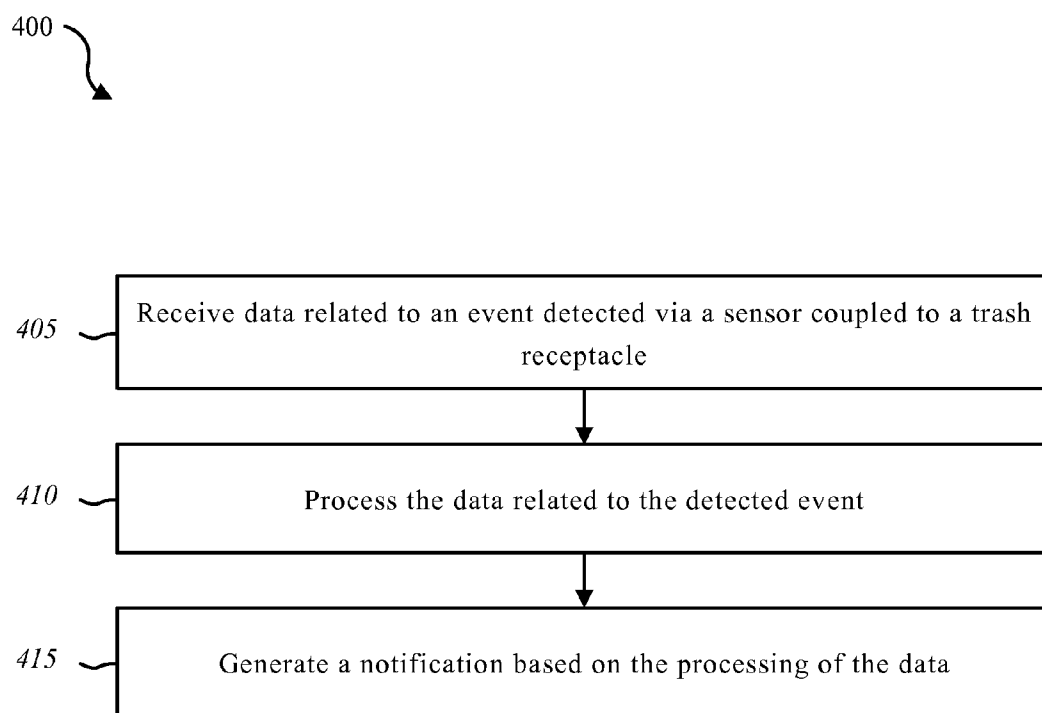 400
405
Receive data related to an event detected via a sensor coupled to a trash
receptacle
410
Process the data related to the detected event
415
Generate a notification based on the processing of the data